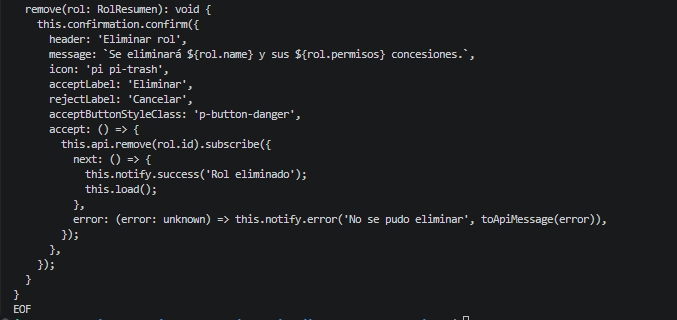 remove(rol: RolResumen): void {
this.confirmation.confirm({
header: 'Eliminar rol',
message: `Se eliminará ${rol.name} y sus ${rol.permisos} concesiones.`,
icon: 'pi pi-trash',
acceptLabel: 'Eliminar',
rejectLabel: 'Cancelar',
acceptButtonStyleClass: 'p-button-danger',
accept: () => {
this.api.remove(rol.id).subscribe({
next: () => {
this.notify.success('Rol eliminado');
this.load();
},
error: (error: unknown) => this.notify.error('No se pudo eliminar', toApiMessage(error)),
});
},
});
}
}
EOF